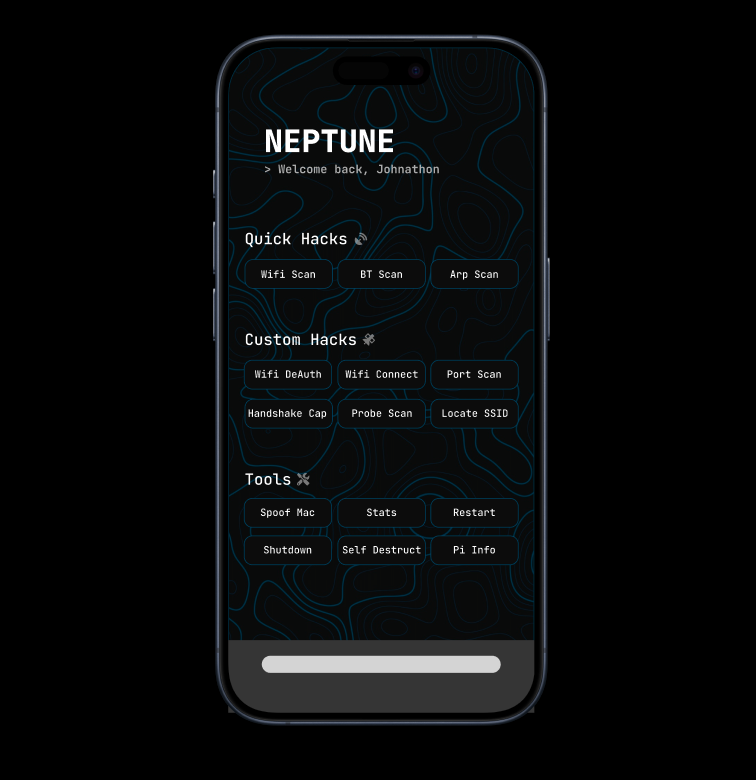 NEPTUNE
> Welcome back, Johnathon
Quick Hacks
Wifi Scan BT Scan Arp Scan
Custom Hacks
Wifi DeAuth Wifi Connect Port Scan
Handshake Cap Probe Scan Locate SSID
Tools
Spoof Mac Stats Restart
Shutdown Self Destruct Pi Info